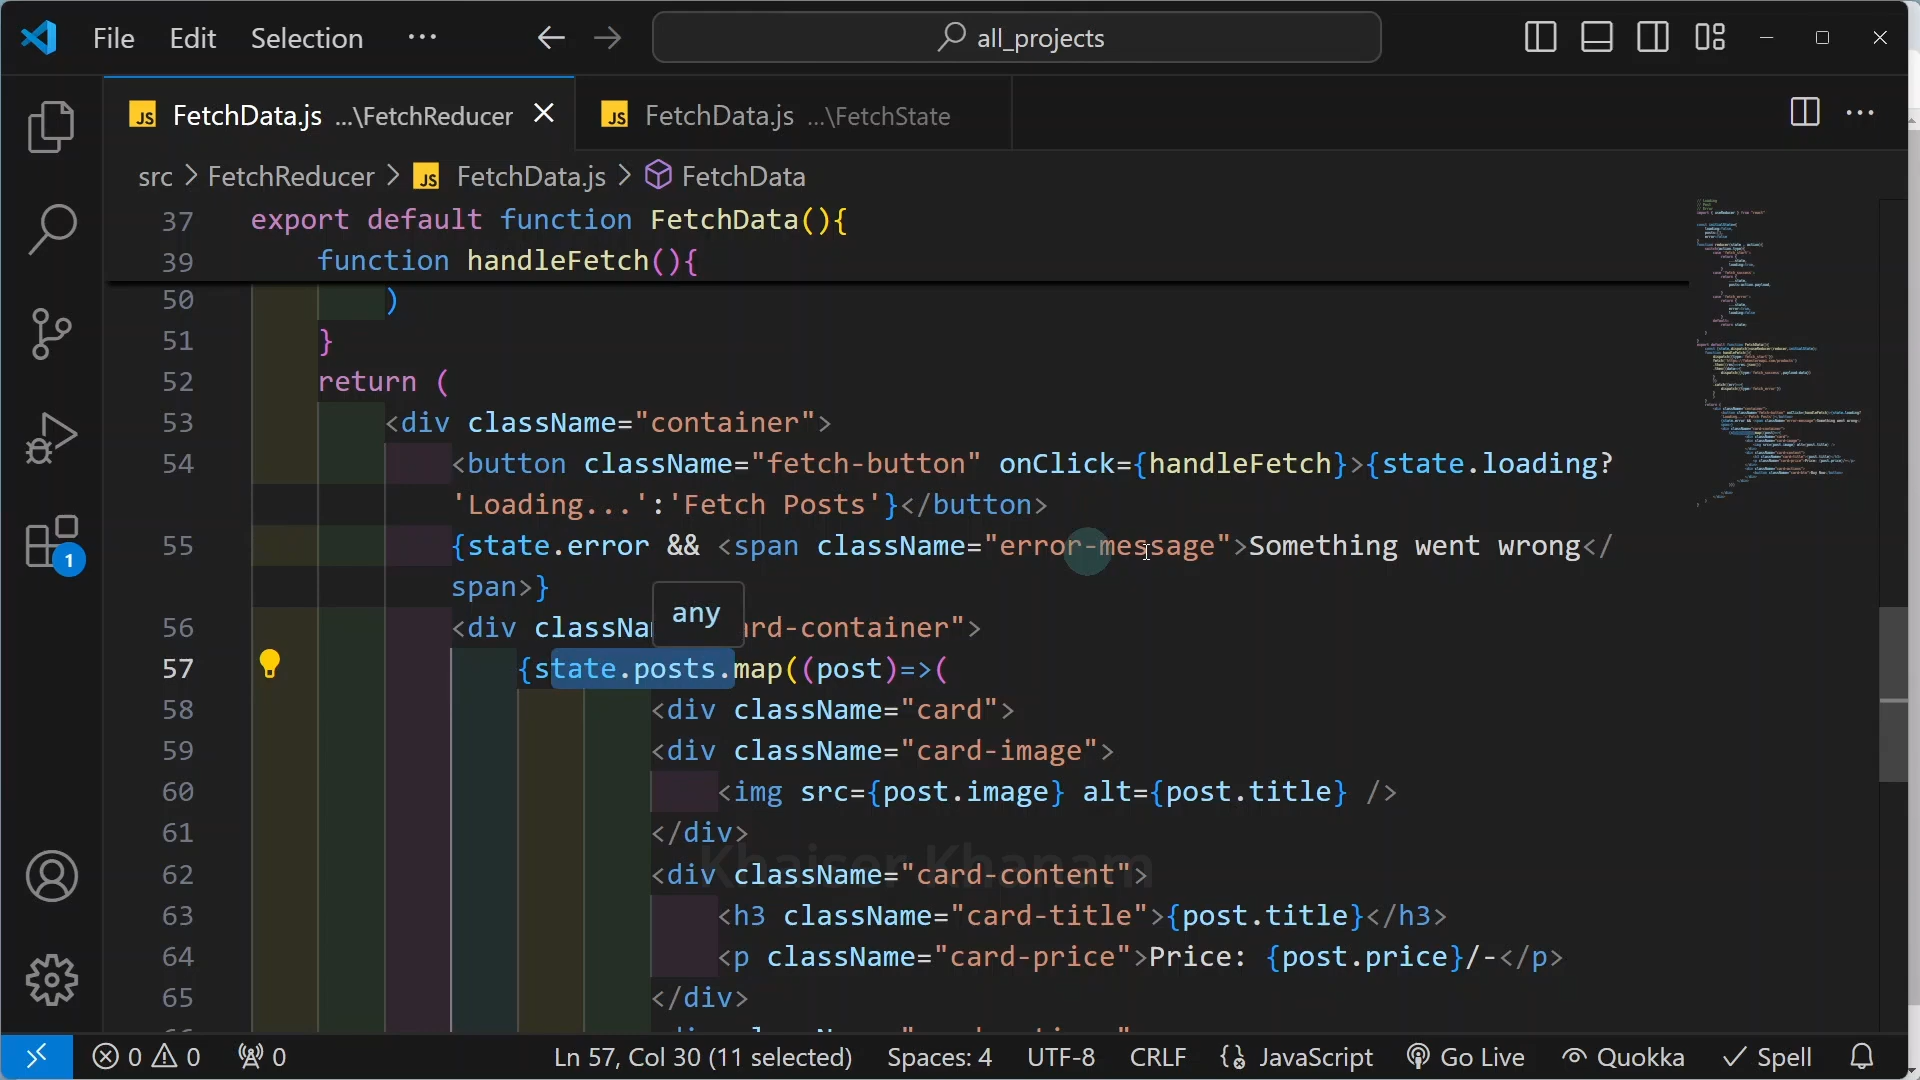 File Edit Selection ··· all_projects
JS FetchData.js ...\FetchReducer JS FetchData.js ...\FetchState
src > FetchReducer > JS FetchData.js > FetchData
37 export default function FetchData(){
39 function handleFetch(){
50 )
51 }
52 return (
53 <div className="container">
54 <button className="fetch-button" onClick={handleFetch}>{state.loading?
'Loading...':'Fetch Posts'}</button>
55 {state.error && <span className="error-message">Something went wrong</
span>}
any
56 <div classNa rd-container">
57 {state.posts.map((post)=>(
58 <div className="card">
59 <div className="card-image">
60 <img src={post.image} alt={post.title} />
61 </div>
Khaiser Khanam
62 <div className="card-content">
63 <h3 className="card-title">{post.title}</h3>
64 <p className="card-price">Price: {post.price}/-</p>
65 </div>
1
0 0 0 Ln 57, Col 30 (11 selected) Spaces: 4 UTF-8 CRLF JavaScript Go Live Quokka Spell